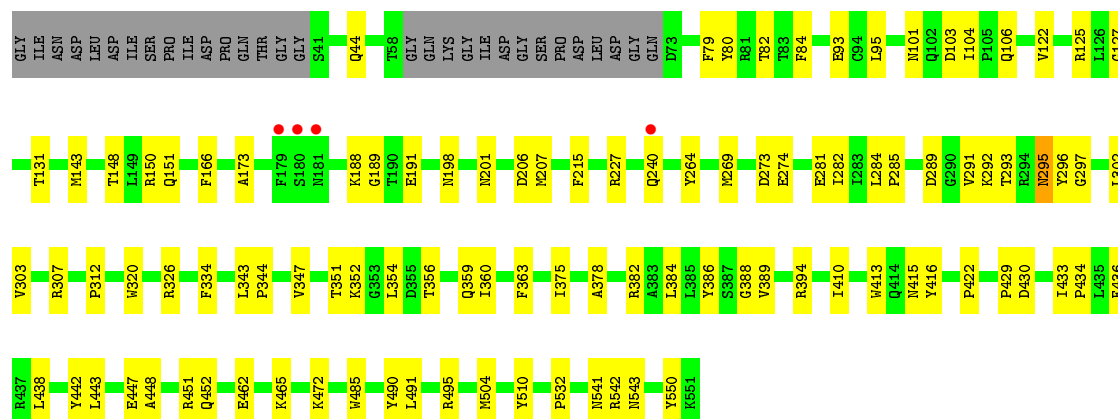 GLY ILE ASN ASP LEU ASP ILE SER PRO ILE ASP PRO GLN THR GLY GLY S41 Q44 T58 GLY GLN LYS GLY ILE ASP GLY SER PRO ASP LEU ASP GLY GLN D73 F79 Y80 R81 T82 T83 F84 E93 C94 L95 N101 Q102 D103 I104 P105 Q106 V122 R125 L126
T131 M143 T148 L149 R150 Q151 F166 A173 F179 S180 N181 K188 G189 T190 E191 N198 N201 D206 M207 F215 R227 Q240 Y264 M269 D273 E274 E281 I282 I283 L284 P285 D289 G290 V291 K292 T293 R294 N295 Y296 G297
V303 R307 P312 W320 R326 F334 L343 P344 V347 T351 K352 G353 L354 D355 T356 Q359 I360 F363 I375 A378 R382 A383 L384 L385 Y386 S387 G388 V389 R394 I410 W413 Q414 N415 Y416 P422 P429 D430 I433 P434 L435
R437 L438 Y442 L443 E447 A448 R451 Q452 E462 K465 K472 W485 Y490 L491 R495 M504 Y510 P532 N541 R542 N543 Y550 K551